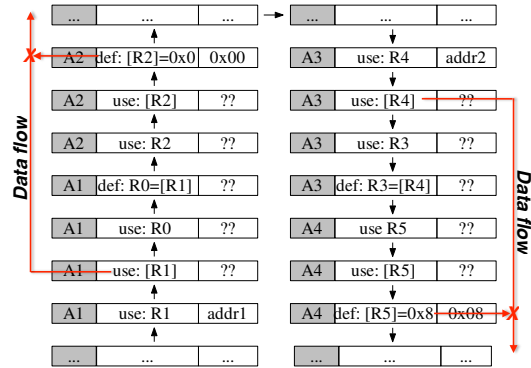 ... ... ...
A2 def: [R2]=0x0 0x00
A2 use: [R2] ??
A2 use: R2 ??
A1 def: R0=[R1] ??
A1 use: R0 ??
A1 use: [R1] ??
A1 use: R1 addr1
... ... ...
X
Data flow
... ... ...
A3 use: R4 addr2
A3 use: [R4] ??
A3 use: R3 ??
A3 def: R3=[R4] ??
A4 use R5 ??
A4 use: [R5] ??
A4 def: [R5]=0x8 0x08
... ... ...
Data flow
X